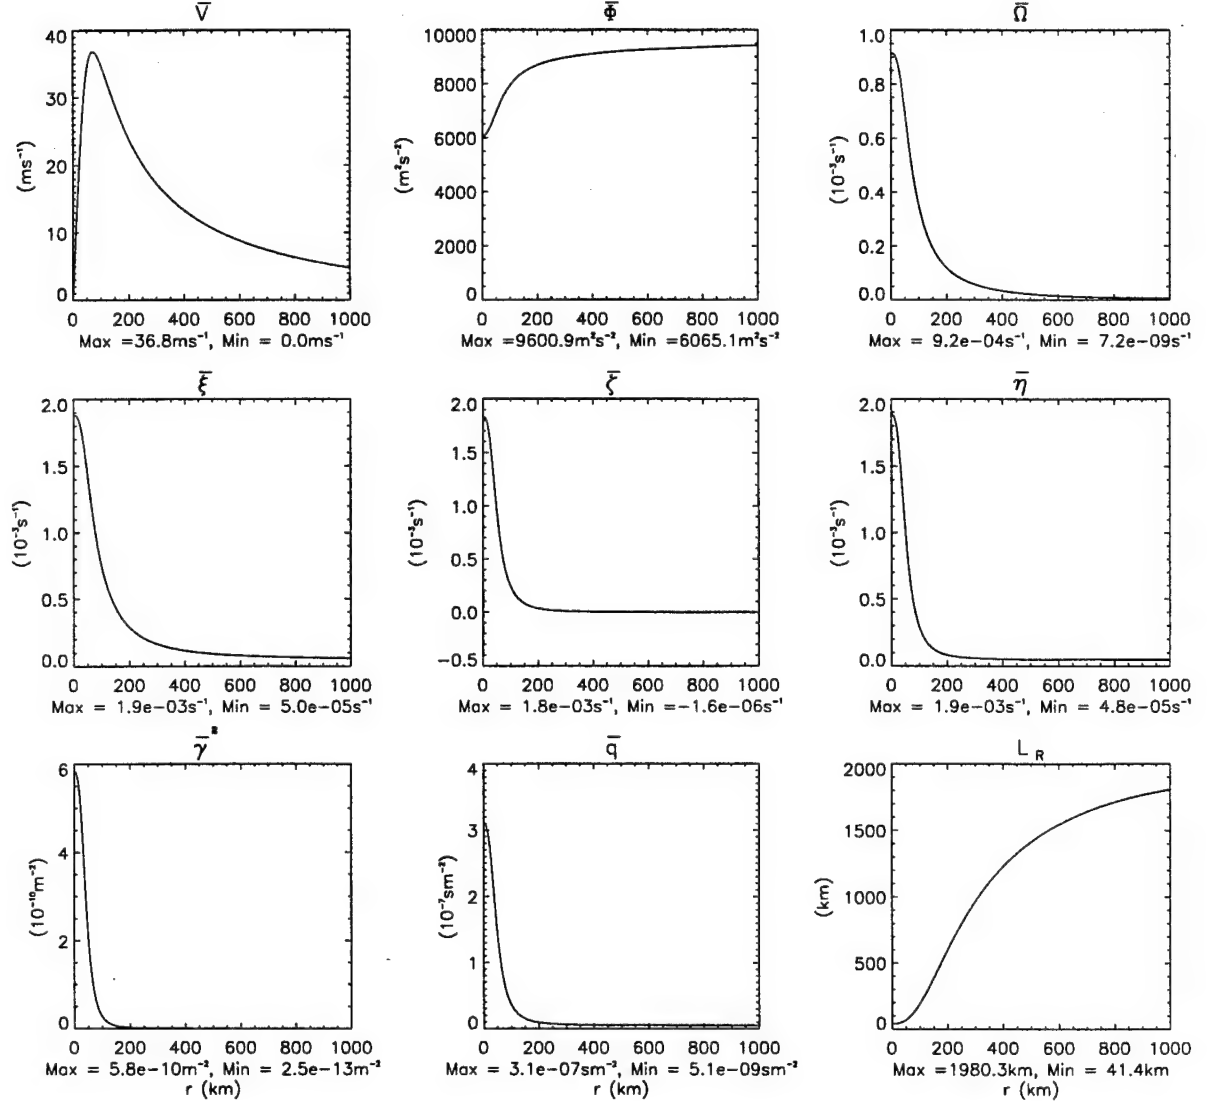 V̄
40
30
20
10
0
(ms⁻¹)
0 200 400 600 800 1000
Max =36.8ms⁻¹, Min = 0.0ms⁻¹
Φ̄
10000
8000
6000
4000
2000
0
(m²s⁻²)
0 200 400 600 800 1000
Max =9600.9m²s⁻², Min =6065.1m²s⁻²
Ω̄
1.0
0.8
0.6
0.4
0.2
0.0
(10⁻³s⁻¹)
0 200 400 600 800 1000
Max = 9.2e−04s⁻¹, Min = 7.2e−09s⁻¹
ξ̄
2.0
1.5
1.0
0.5
0.0
(10⁻³s⁻¹)
0 200 400 600 800 1000
Max = 1.9e−03s⁻¹, Min = 5.0e−05s⁻¹
ζ̄
2.0
1.5
1.0
0.5
0.0
−0.5
(10⁻³s⁻¹)
0 200 400 600 800 1000
Max = 1.8e−03s⁻¹, Min =−1.6e−06s⁻¹
η̄
2.0
1.5
1.0
0.5
0.0
(10⁻³s⁻¹)
0 200 400 600 800 1000
Max = 1.9e−03s⁻¹, Min = 4.8e−05s⁻¹
γ̄²
6
4
2
0
(10⁻¹⁰m⁻²)
0 200 400 600 800 1000
Max = 5.8e−10m⁻², Min = 2.5e−13m⁻²
r (km)
q̄
4
3
2
1
0
(10⁻⁷sm⁻²)
0 200 400 600 800 1000
Max = 3.1e−07sm⁻², Min = 5.1e−09sm⁻²
r (km)
L_R
2000
1500
1000
500
0
(km)
0 200 400 600 800 1000
Max =1980.3km, Min = 41.4km
r (km)